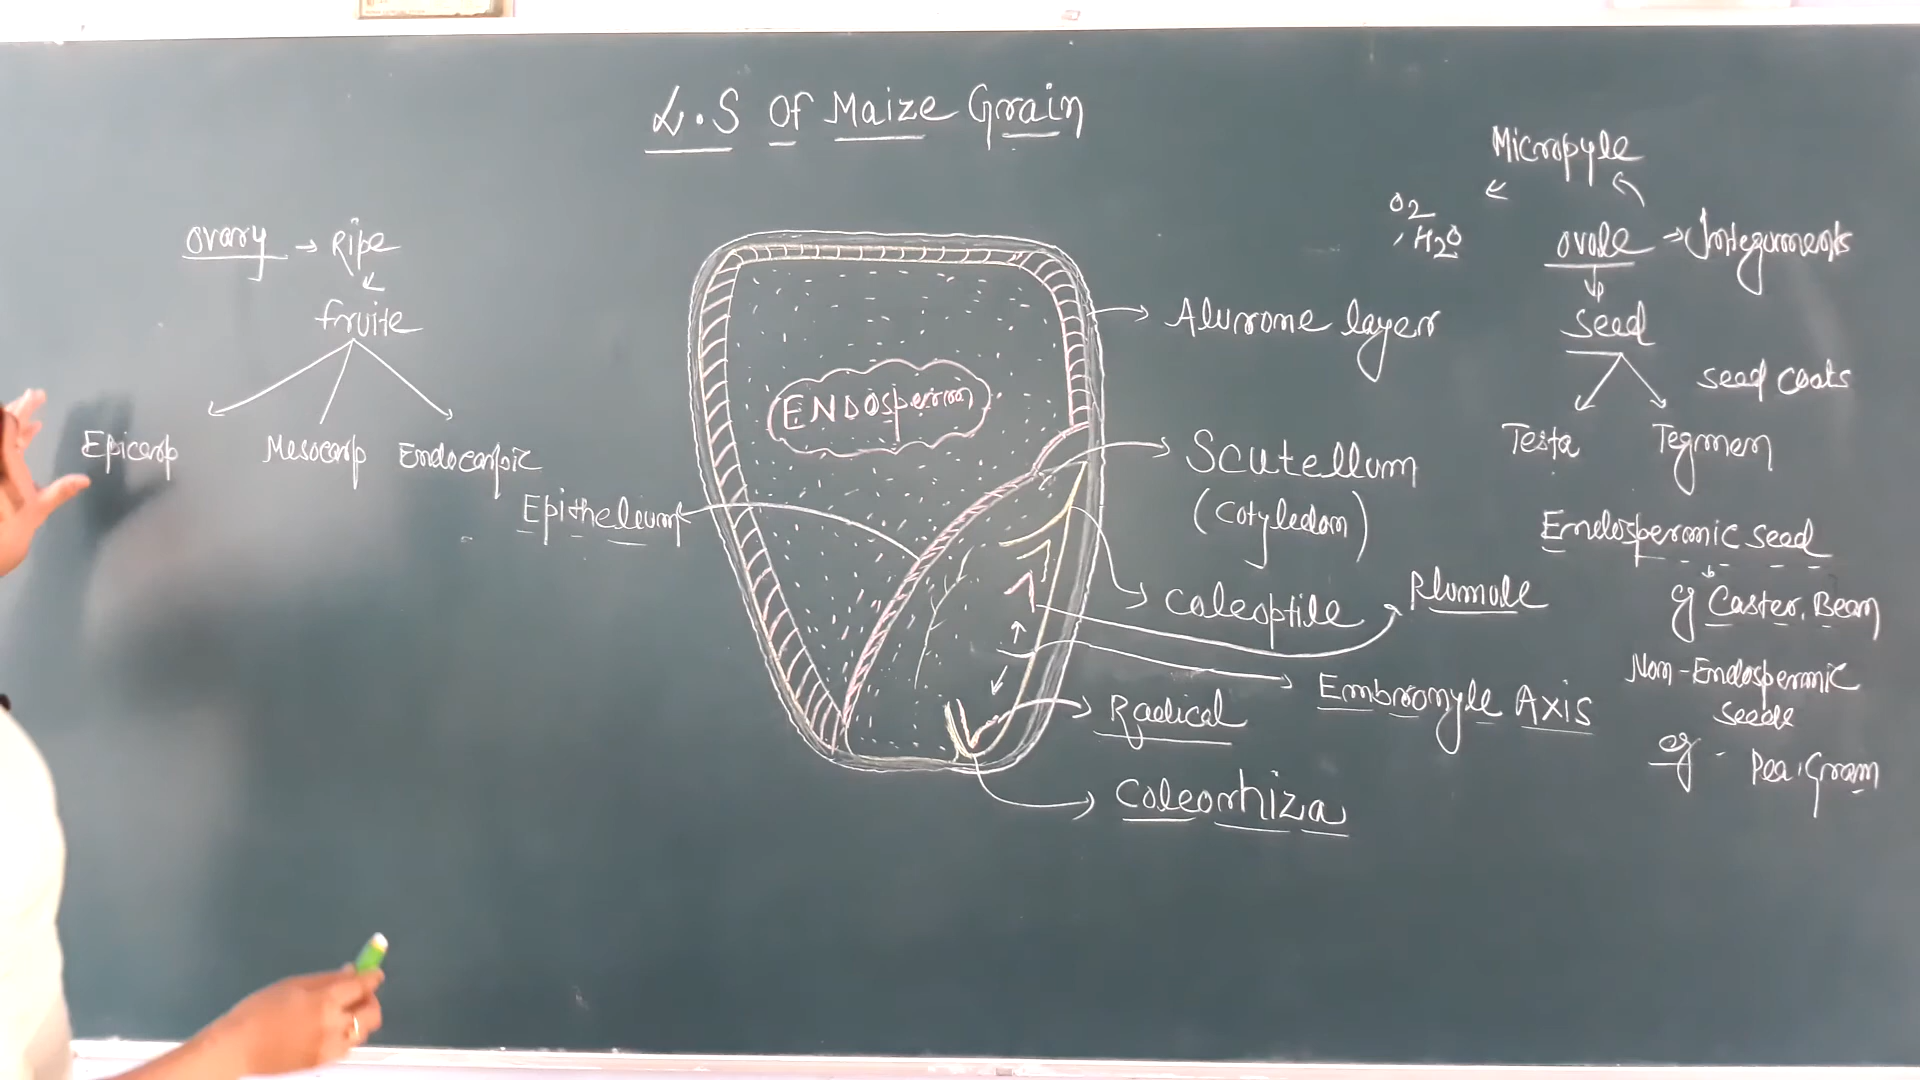 L.S Of Maize Grain
Ovary → Ripe
fruite
Epicarp Mesocarp Endocarpic
Epithelium
ENDOsperm
Alurone layer
Scutellum
(Cotyledon)
Coleoptile
Plumule
Embronyle Axis
Radical
Coleorhiza
Micropyle
O2
, H2O
Ovule → Integuments
Seed
Seed Coats
Testa Tegmen
Endospermic seed
eg Caster, Bean
Non-Endospermic
seeds
eg - Pea, Gram